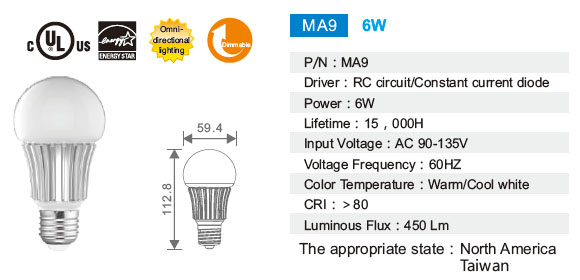 C UL US
ENERGY STAR
Omni-
directional
lighting
Dimmable
59.4
112.8
MA9 6W
P/N : MA9
Driver : RC circuit/Constant current diode
Power : 6W
Lifetime : 15 , 000H
Input Voltage : AC 90-135V
Voltage Frequency : 60HZ
Color Temperature : Warm/Cool white
CRI : > 80
Luminous Flux : 450 Lm
The appropriate state : North America
Taiwan